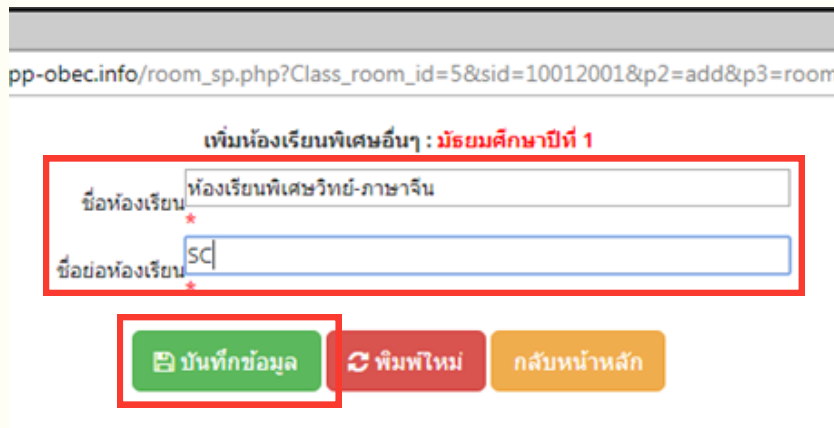 pp-obec.info/room_sp.php?Class_room_id=5&sid=10012001&p2=add&p3=room
เพิ่มห้องเรียนพิเศษอื่นๆ : มัธยมศึกษาปีที่ 1
ชื่อห้องเรียน ห้องเรียนพิเศษวิทย์-ภาษาจีน
*
ชื่อย่อห้องเรียน SC
*
บันทึกข้อมูล พิมพ์ใหม่ กลับหน้าหลัก